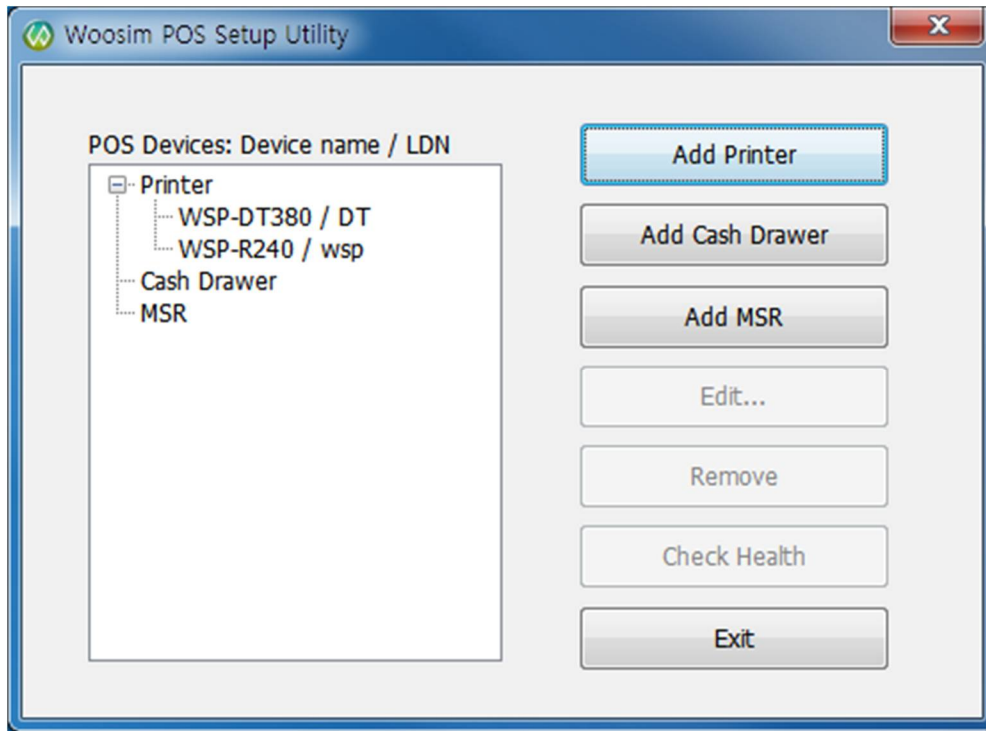 Woosim POS Setup Utility
POS Devices: Device name / LDN
Printer
WSP-DT380 / DT
WSP-R240 / wsp
Cash Drawer
MSR
Add Printer
Add Cash Drawer
Add MSR
Edit...
Remove
Check Health
Exit